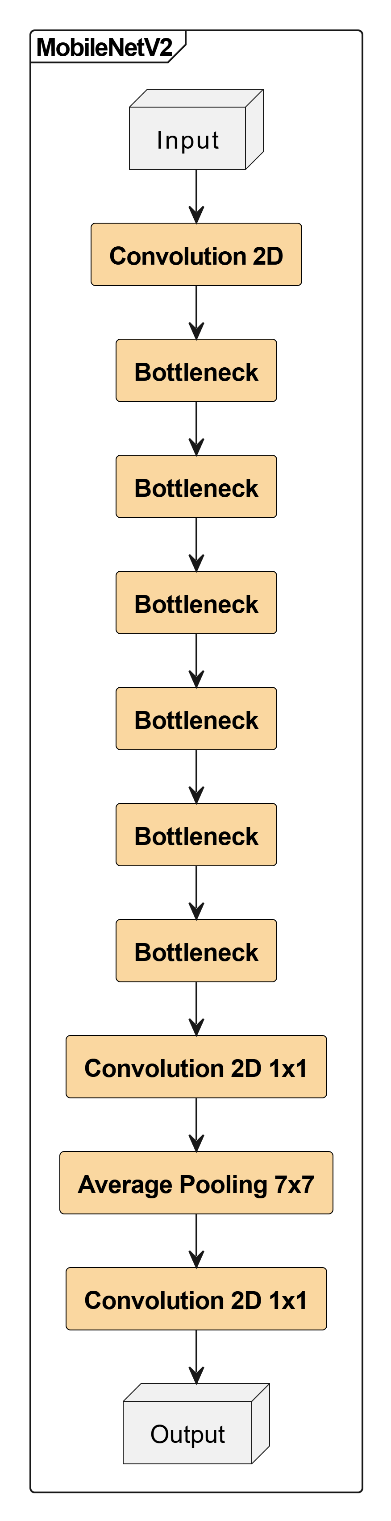 MobileNetV2
Input
Convolution 2D
Bottleneck
Bottleneck
Bottleneck
Bottleneck
Bottleneck
Bottleneck
Convolution 2D 1x1
Average Pooling 7x7
Convolution 2D 1x1
Output